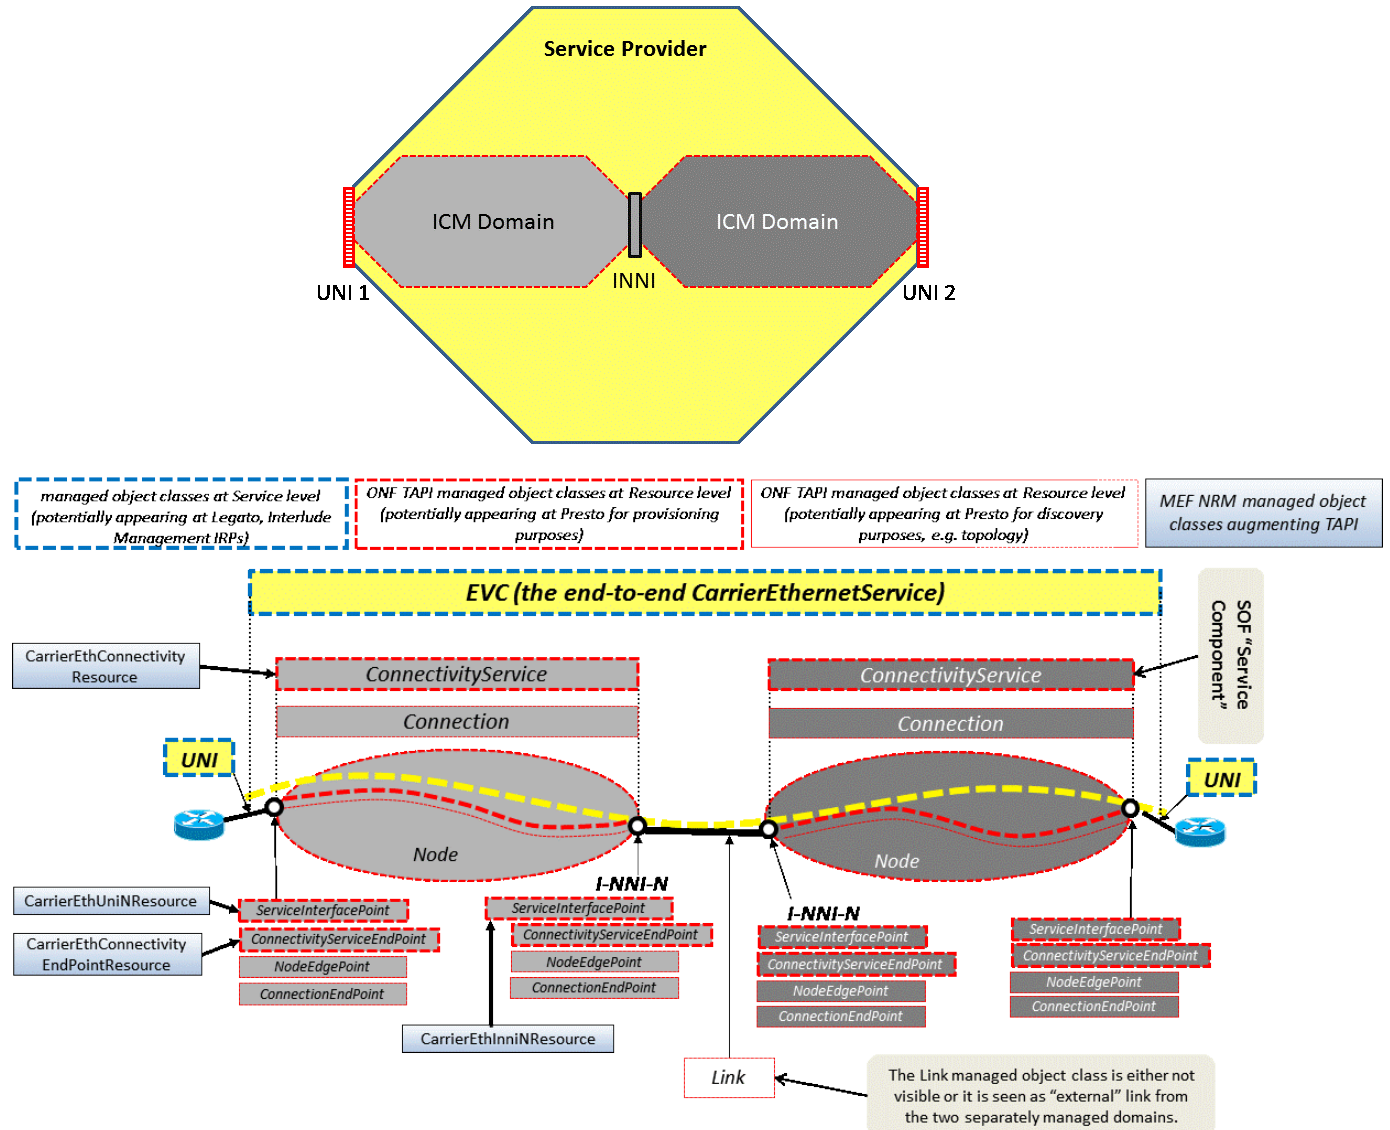 Service Provider
ICM Domain
ICM Domain
INNI
UNI 1
UNI 2
managed object classes at Service level
(potentially appearing at Legato, Interlude
Management IRPs)
ONF TAPI managed object classes at Resource level
(potentially appearing at Presto for provisioning
purposes)
ONF TAPI managed object classes at Resource level
(potentially appearing at Presto for discovery
purposes, e.g. topology)
MEF NRM managed object
classes augmenting TAPI
EVC (the end-to-end CarrierEthernetService)
SOF “Service
Component”
CarrierEthConnectivity
Resource
ConnectivityService
ConnectivityService
Connection
Connection
UNI
UNI
Node
Node
I-NNI-N
I-NNI-N
CarrierEthUniNResource
CarrierEthConnectivity
EndPointResource
ServiceInterfacePoint
ConnectivityServiceEndPoint
NodeEdgePoint
ConnectionEndPoint
ServiceInterfacePoint
ConnectivityServiceEndPoint
NodeEdgePoint
ConnectionEndPoint
ServiceInterfacePoint
ConnectivityServiceEndPoint
NodeEdgePoint
ConnectionEndPoint
ServiceInterfacePoint
ConnectivityServiceEndPoint
NodeEdgePoint
ConnectionEndPoint
CarrierEthInniNResource
Link
The Link managed object class is either not
visible or it is seen as “external” link from
the two separately managed domains.